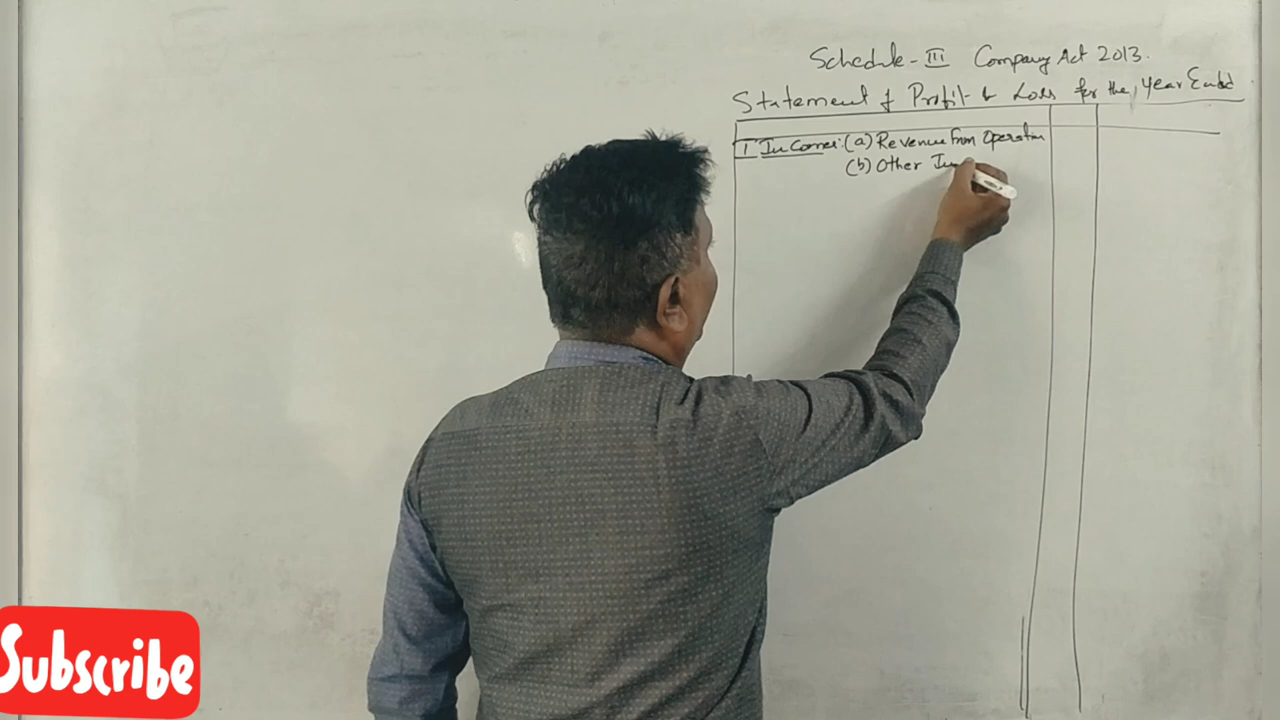 Schedule - III Company Act 2013.
Statement of Profit & Loss for the Year Ended
I Income: (a) Revenue From Operation
(b) Other In
Subscribe